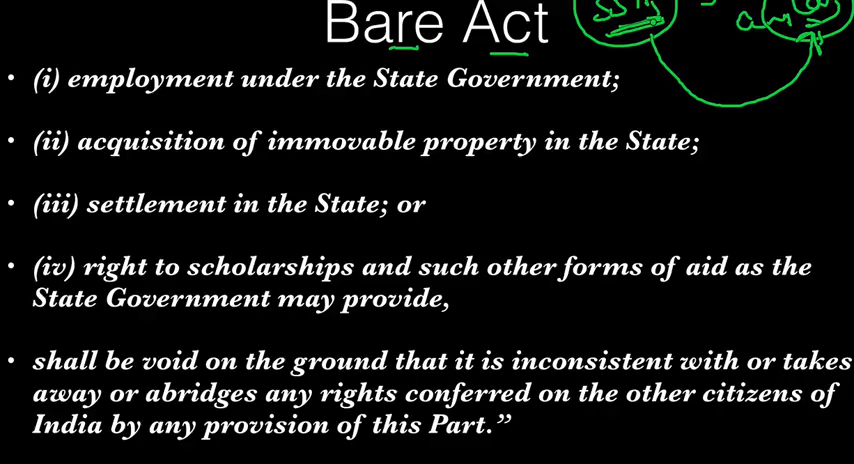 Bare Act
• (i) employment under the State Government;
• (ii) acquisition of immovable property in the State;
• (iii) settlement in the State; or
• (iv) right to scholarships and such other forms of aid as the
State Government may provide,
• shall be void on the ground that it is inconsistent with or takes
away or abridges any rights conferred on the other citizens of
India by any provision of this Part.”